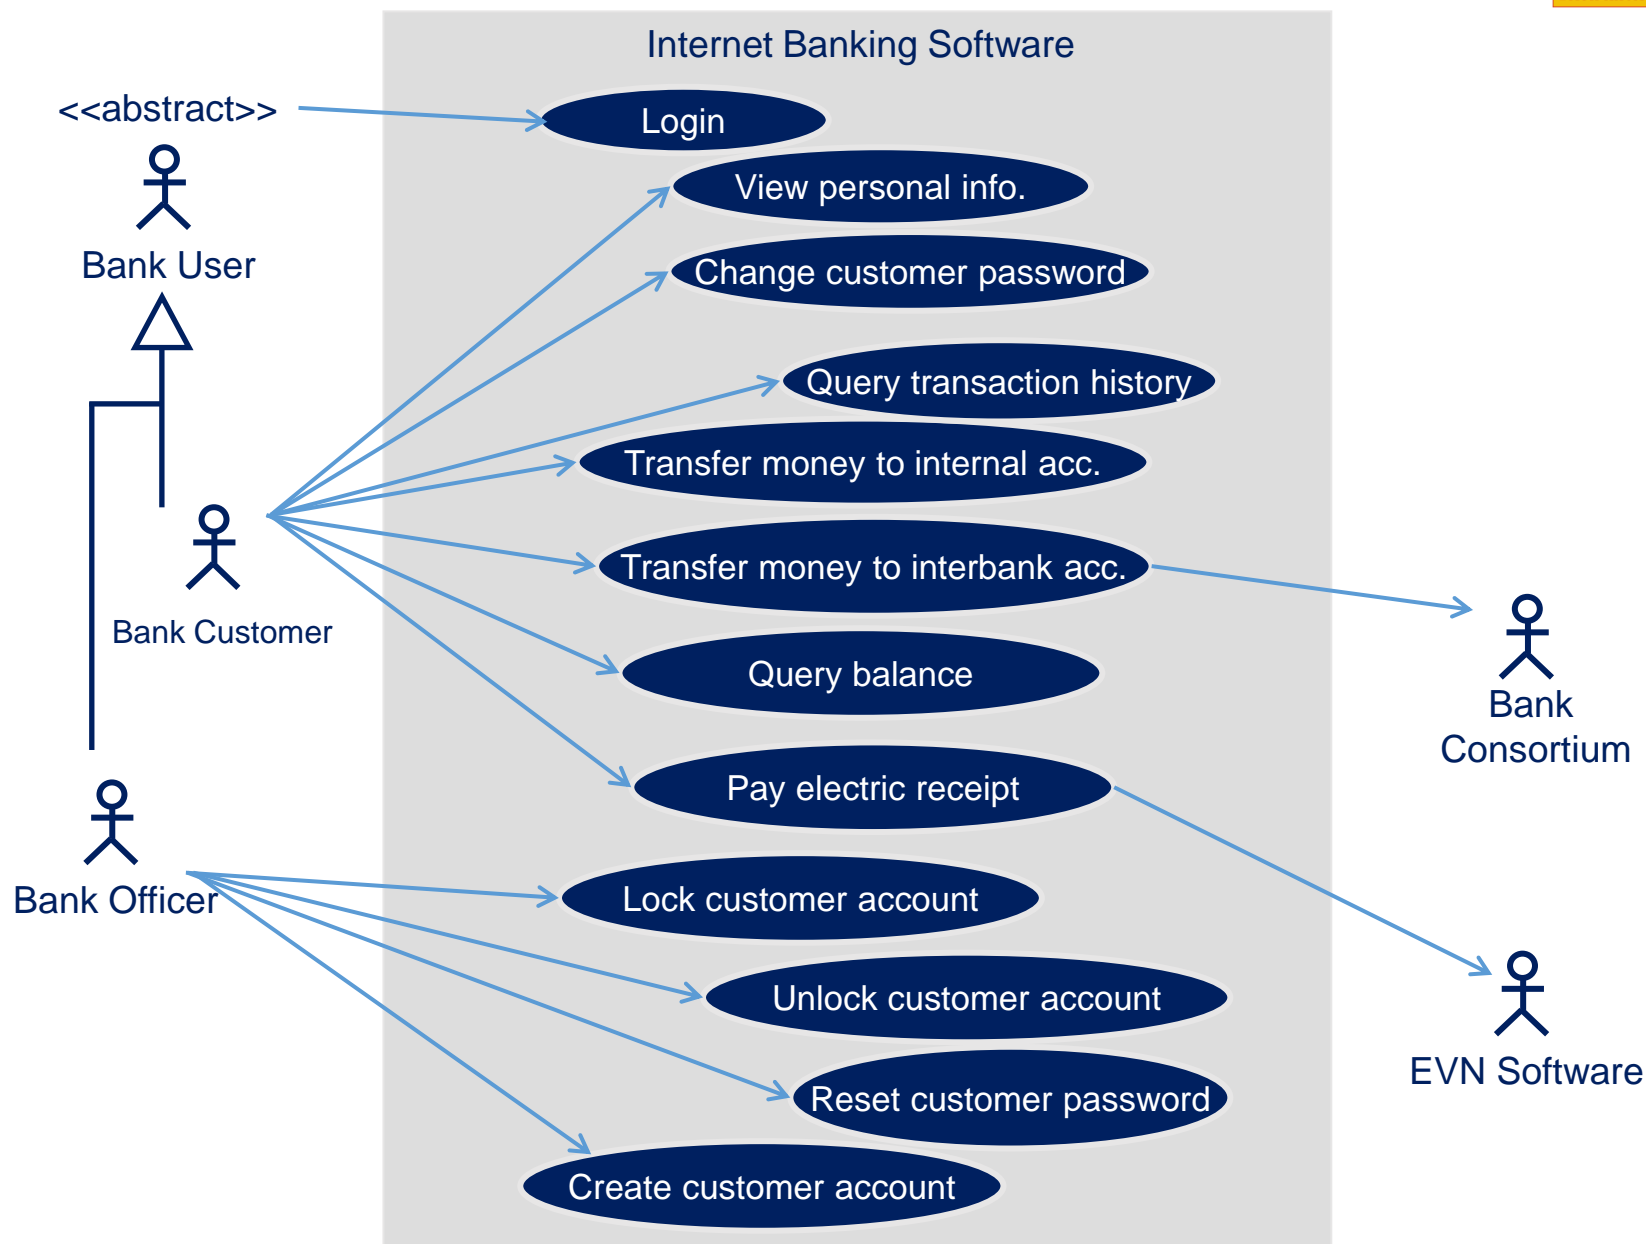 Internet Banking Software
<<abstract>>
Login
View personal info.
Bank User
Change customer password
Query transaction history
Transfer money to internal acc.
Transfer money to interbank acc.
Bank Customer
Query balance
Bank
Consortium
Pay electric receipt
Bank Officer
Lock customer account
Unlock customer account
EVN Software
Reset customer password
Create customer account